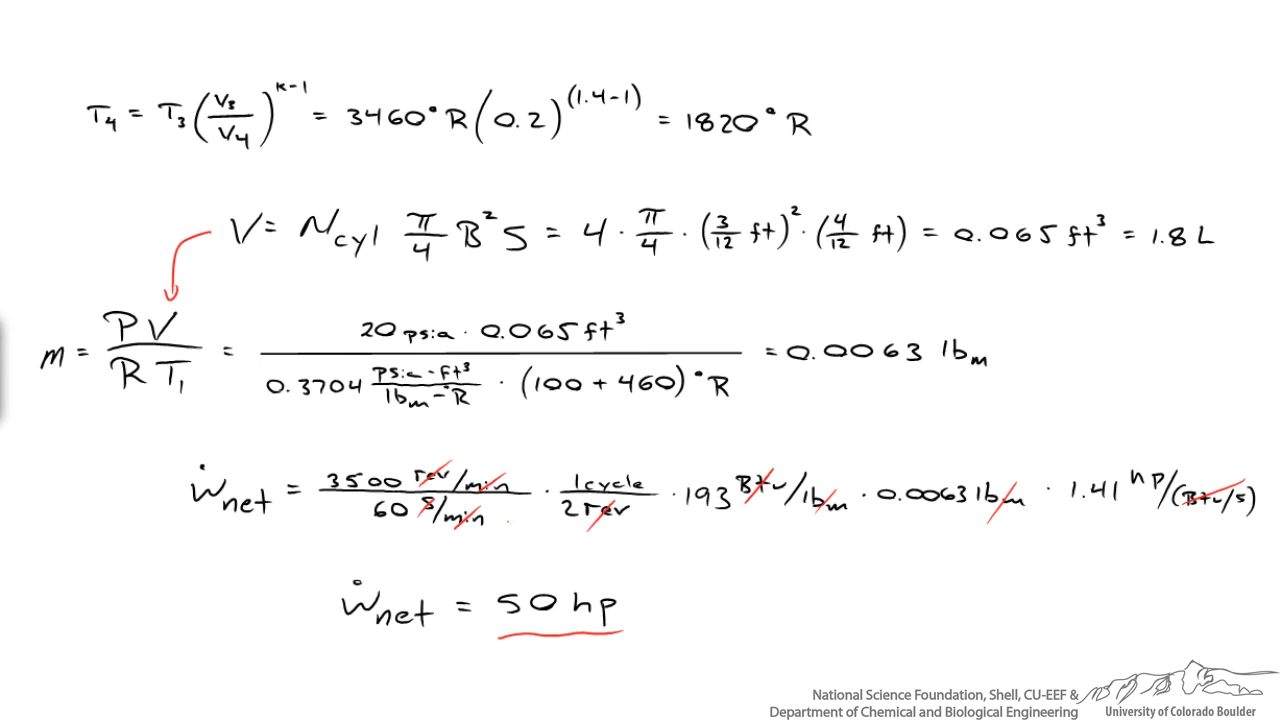 T₄ = T₃ (V₃/V₄)^(k-1) = 3460°R (0.2)^(1.4-1) = 1820°R
V = N_cyl π/4 B² S = 4 · π/4 · (3/12 ft)² · (4/12 ft) = 0.065 ft³ = 1.8 L
m = PV / RT₁ = 20 psia · 0.065 ft³ / 0.3704 psia-ft³/lbm-°R · (100 + 460)°R = 0.0063 lbm
Ẇnet = 3500 rev/min / 60 s/min · 1 cycle / 2 rev · 193 Btu/lbm · 0.0063 lbm · 1.41 hp/(Btu/s)
Ẇnet = 50 hp
National Science Foundation, Shell, CU-EEF &
Department of Chemical and Biological Engineering
University of Colorado Boulder